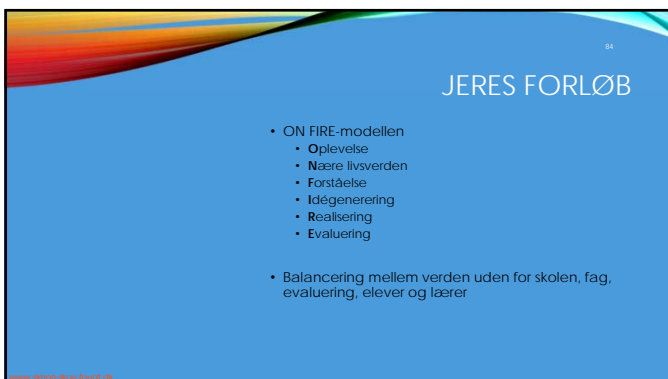 84
JERES FORLØB
• ON FIRE-modellen
• Oplevelse
• Nære livsverden
• Forståelse
• Idégenerering
• Realisering
• Evaluering
• Balancering mellem verden uden for skolen, fag,
evaluering, elever og lærer